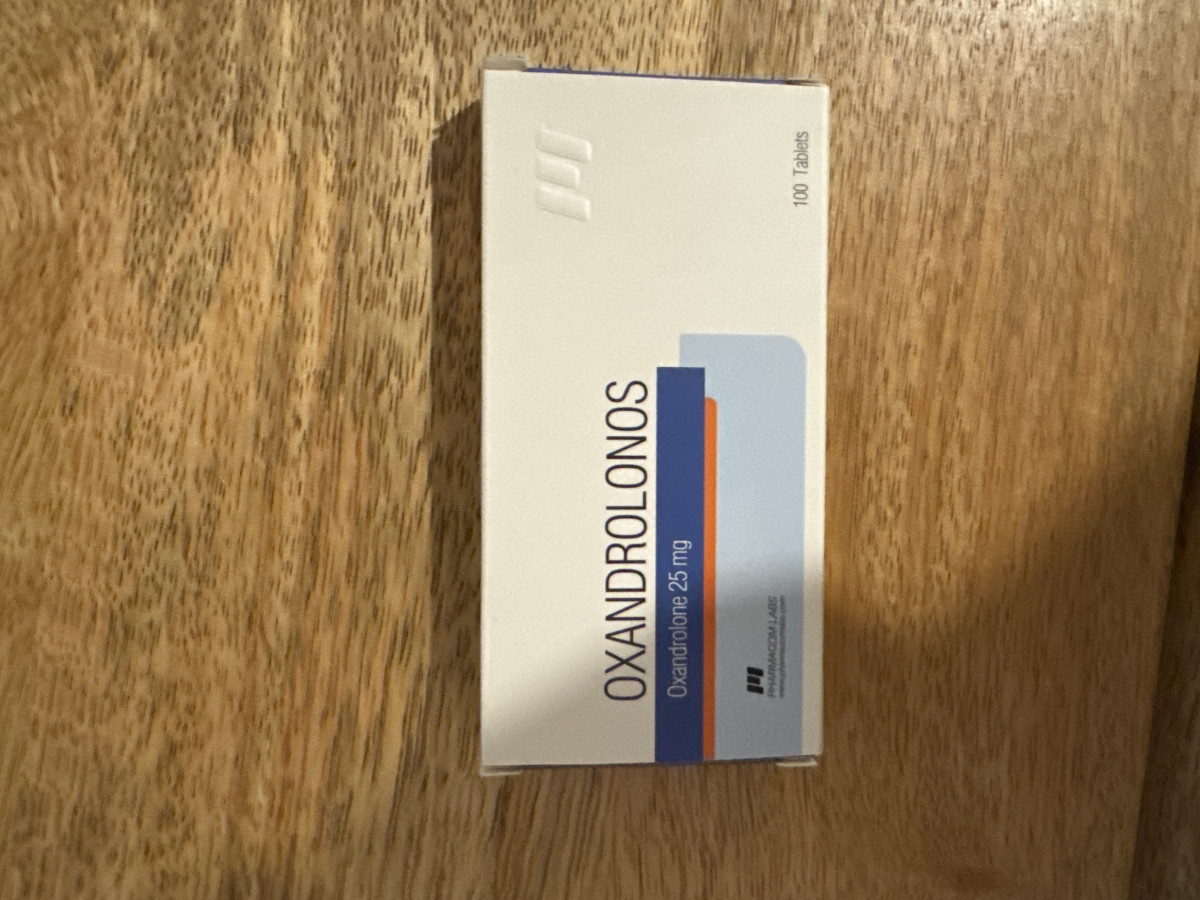 OXANDROLONOS
Oxandrolone 25 mg
PHARMACOM LABS
100 Tablets